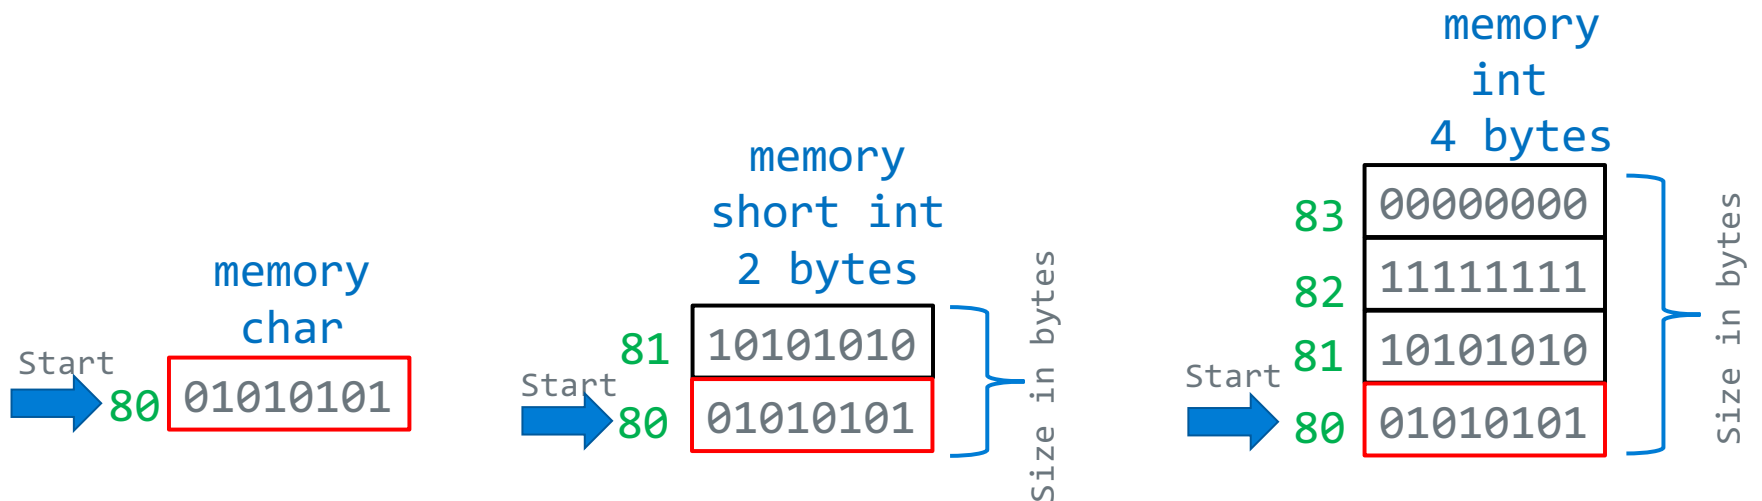 memory
char
Start
80 01010101
memory
short int
2 bytes
81 10101010
Start
80 01010101
Size in bytes
memory
int
4 bytes
83 00000000
82 11111111
81 10101010
Start
80 01010101
Size in bytes